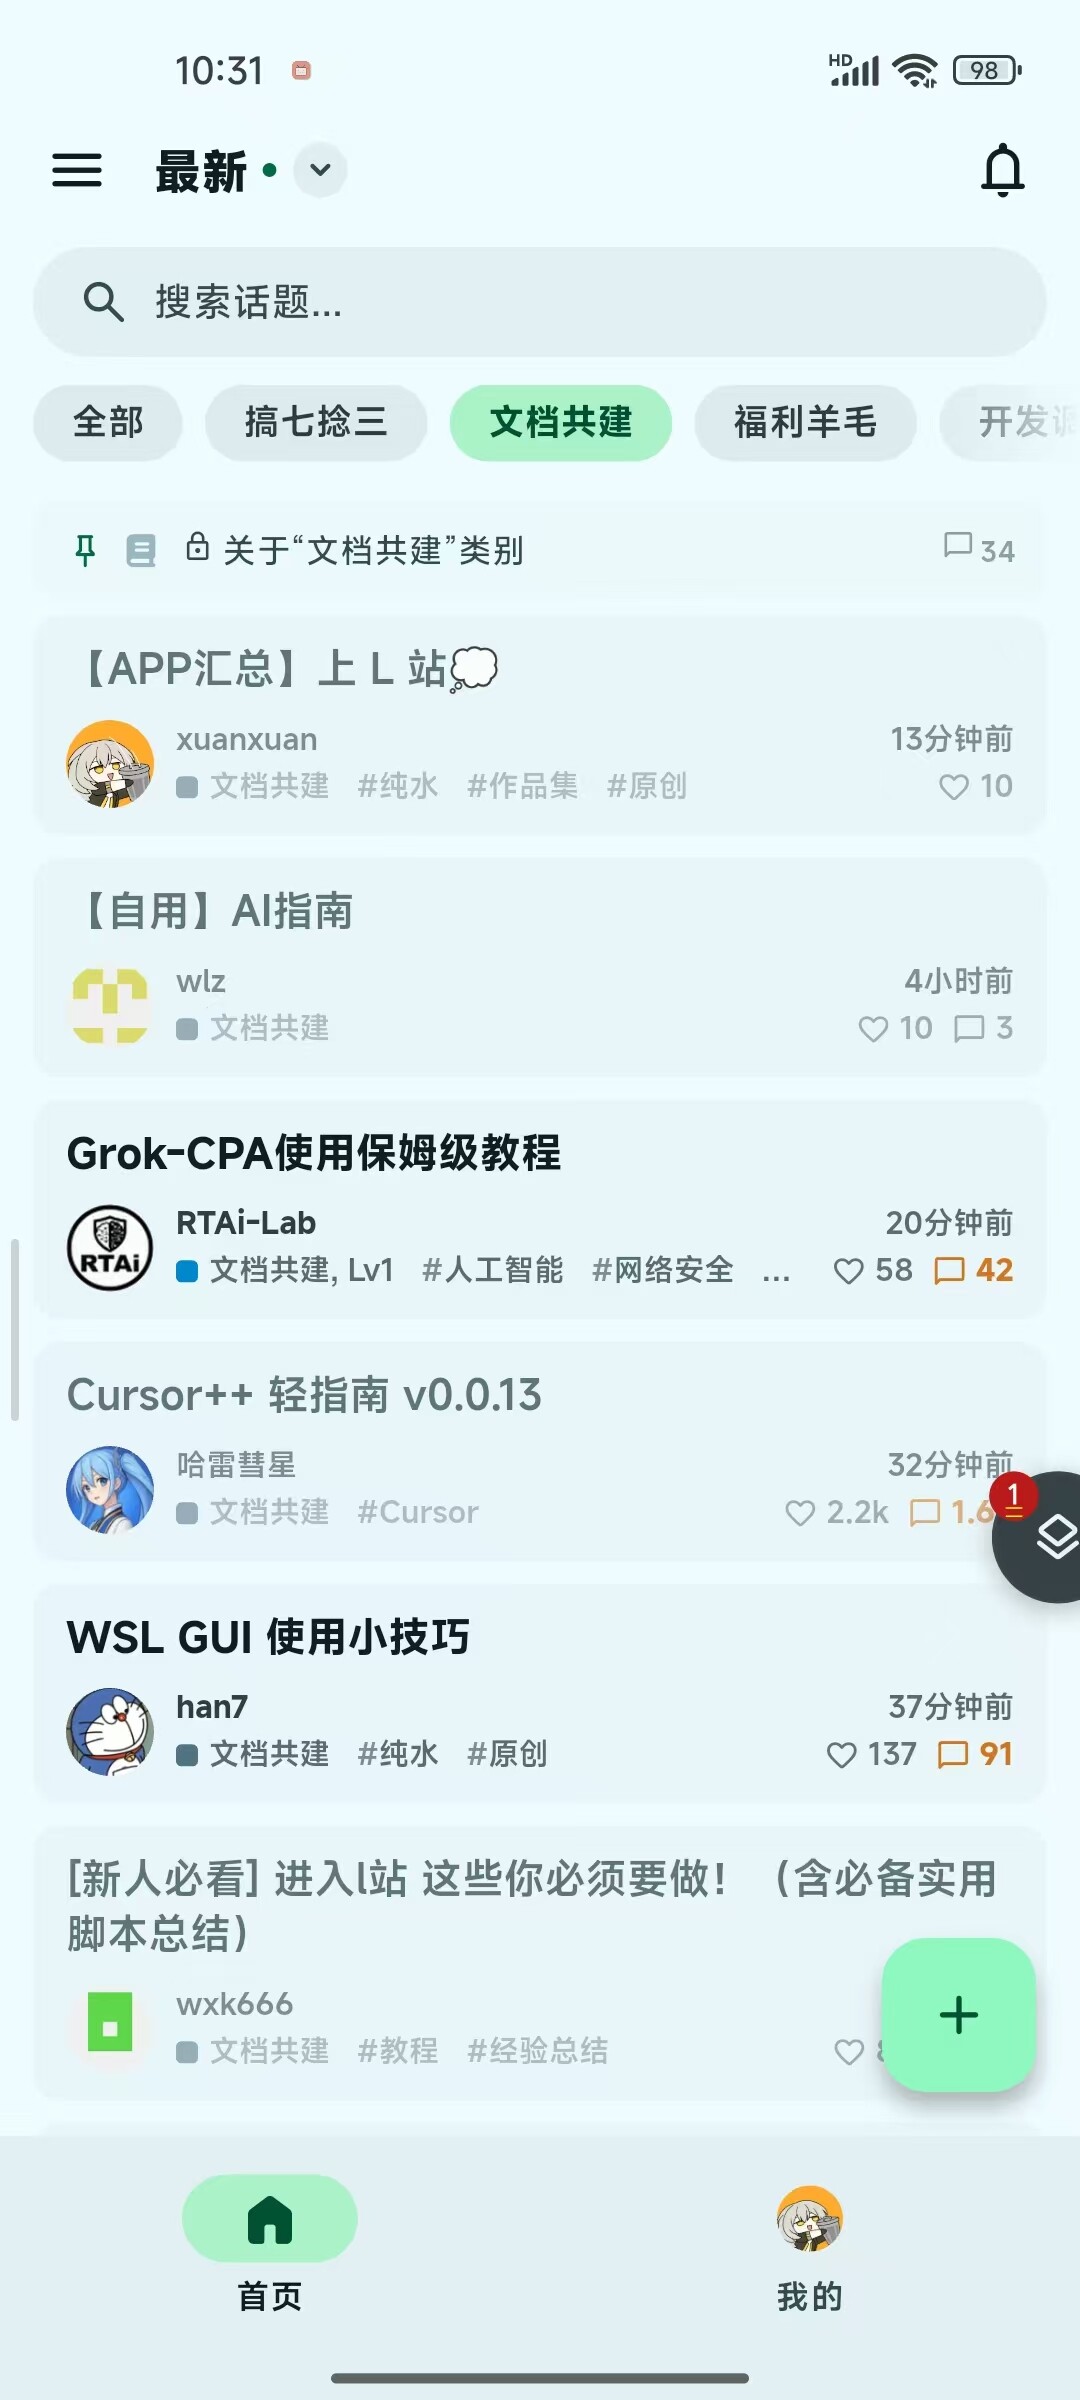 10:31
HD
98
最新
搜索话题...
全部 搞七捻三 文档共建 福利羊毛 开发
关于“文档共建”类别 34
【APP汇总】上 L 站💭
xuanxuan 13分钟前
文档共建 #纯水 #作品集 #原创 10
【自用】AI指南
wlz 4小时前
文档共建 10 3
Grok-CPA使用保姆级教程
RTAi
RTAi-Lab 20分钟前
文档共建, Lv1 #人工智能 #网络安全 ... 58 42
Cursor++ 轻指南 v0.0.13
哈雷彗星 32分钟前
文档共建 #Cursor 2.2k 1.6
1
WSL GUI 使用小技巧
han7 37分钟前
文档共建 #纯水 #原创 137 91
[新人必看] 进入l站 这些你必须要做！（含必备实用
脚本总结）
wxk666
文档共建 #教程 #经验总结
首页 我的